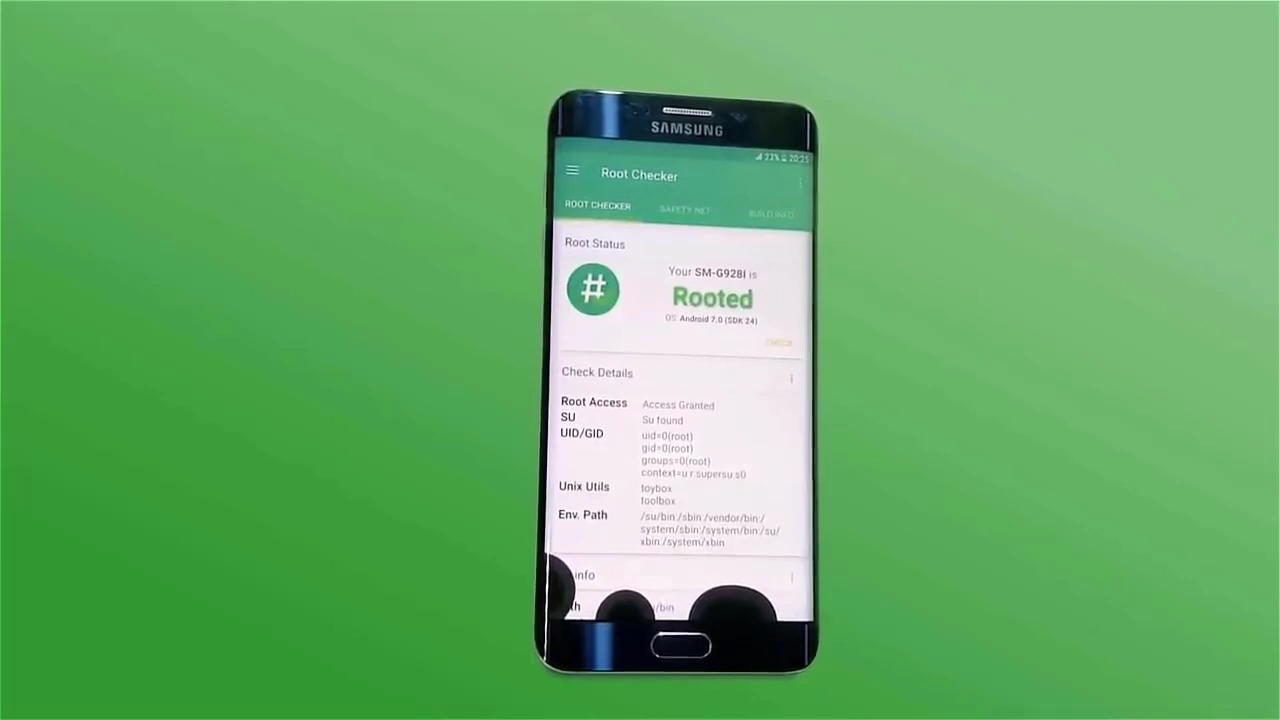 SAMSUNG
23% 20:25
Root Checker
ROOT CHECKER SAFETY NET BUILD INFO
Root Status
Your SM-G928I is
Rooted
OS Android 7.0 (SDK 24)
CHECK
Check Details
Root Access Access Granted
SU Su found
UID/GID uid=0(root)
gid=0(root)
groups=0(root)
context=u:r:supersu:s0
Unix Utils toybox
toolbox
Env. Path /su/bin:/sbin:/vendor/bin:/
system/sbin:/system/bin:/su/
xbin:/system/xbin
info
/bin